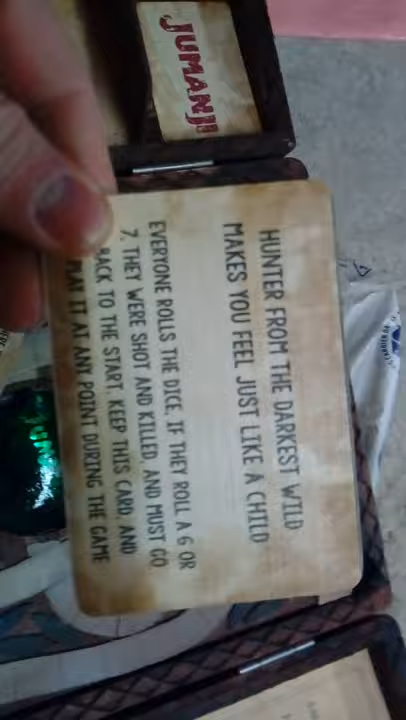 JUMANJI
HUNTER FROM THE DARKEST WILD
MAKES YOU FEEL JUST LIKE A CHILD
EVERYONE ROLLS THE DICE. IF THEY ROLL A 6 OR
7, THEY WERE SHOT AND KILLED AND MUST GO
BACK TO THE START. KEEP THIS CARD, AND
PLAY IT AT ANY POINT DURING THE GAME